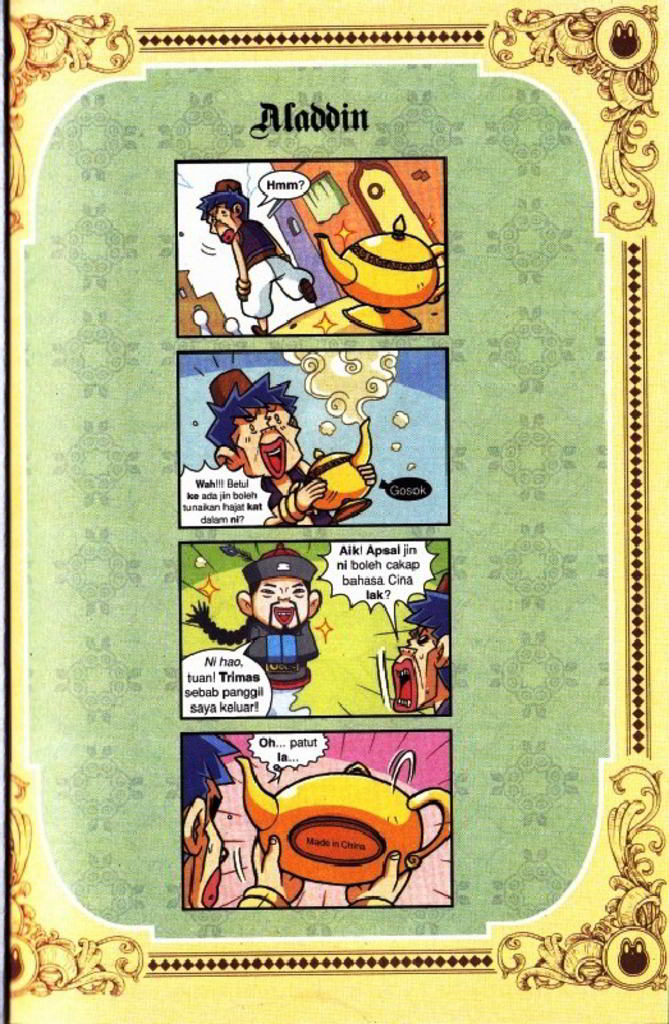 Aladdin
Hmm?
Wah!!! Betul
ke ada jin boleh
tunaikan hajat kat
dalam ni?
Gosok
Aik! Apsal jin
ni boleh cakap
bahasa Cina
lak?
Ni hao,
tuan! Trimas
sebab panggil
saya keluar!!
Oh... patut
la...
Made in China